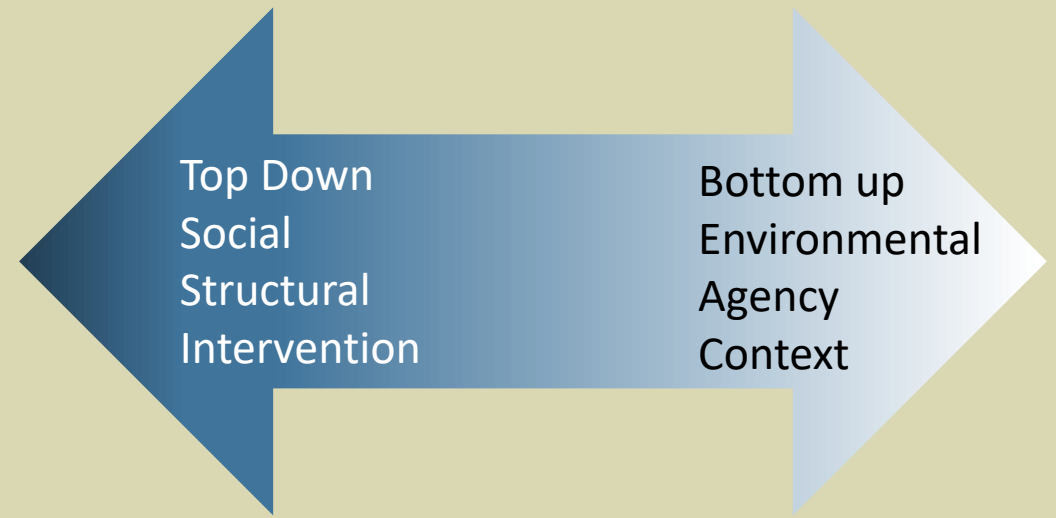 Top Down
Social
Structural
Intervention
Bottom up
Environmental
Agency
Context